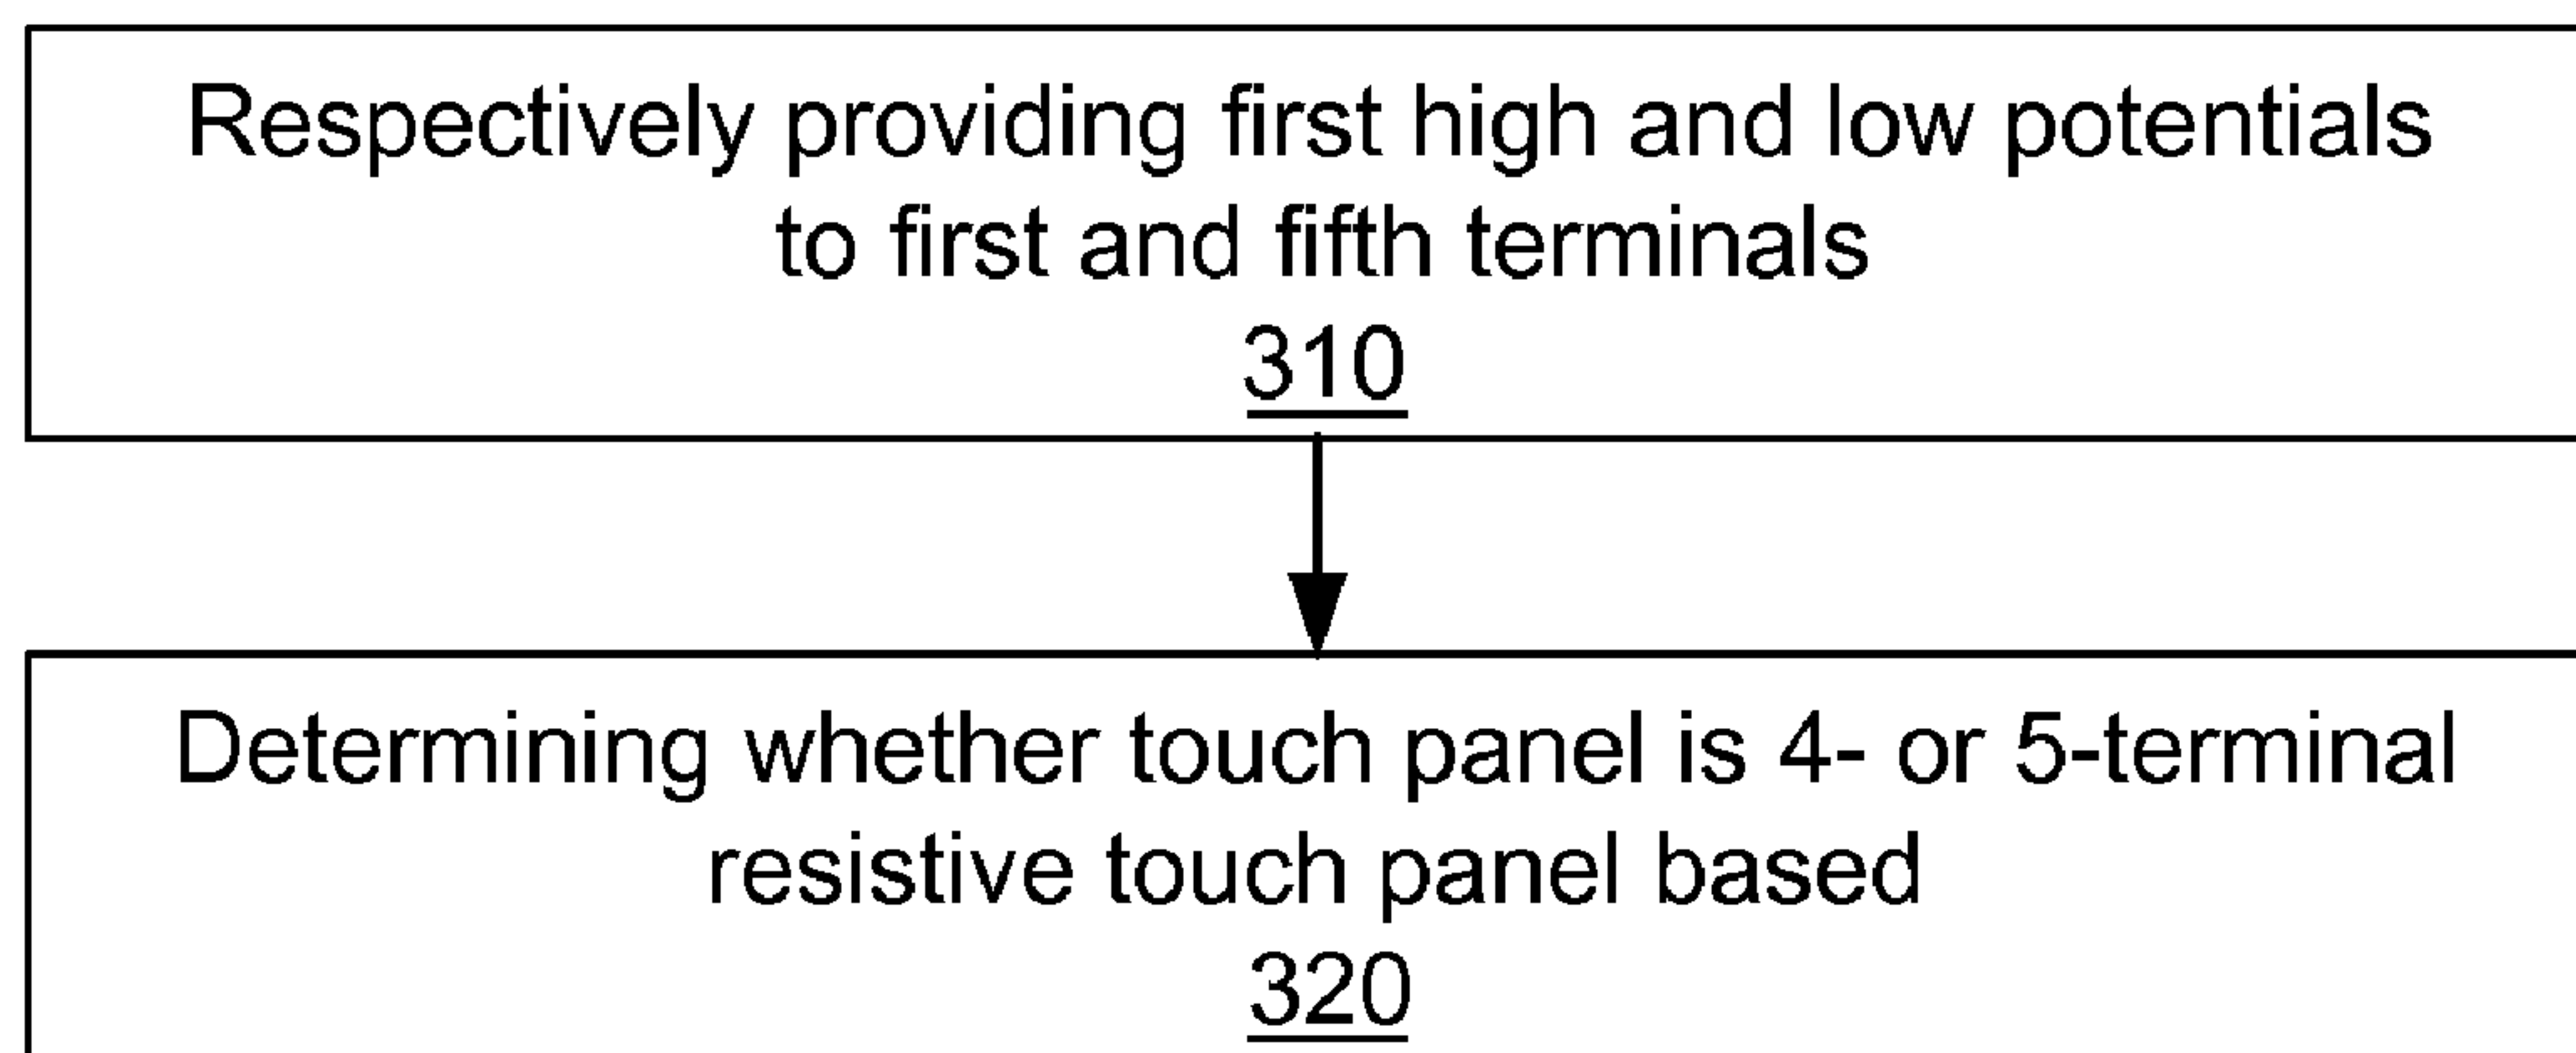 Respectively providing first high and low potentials
to first and fifth terminals
310
Determining whether touch panel is 4- or 5-terminal
resistive touch panel based
320